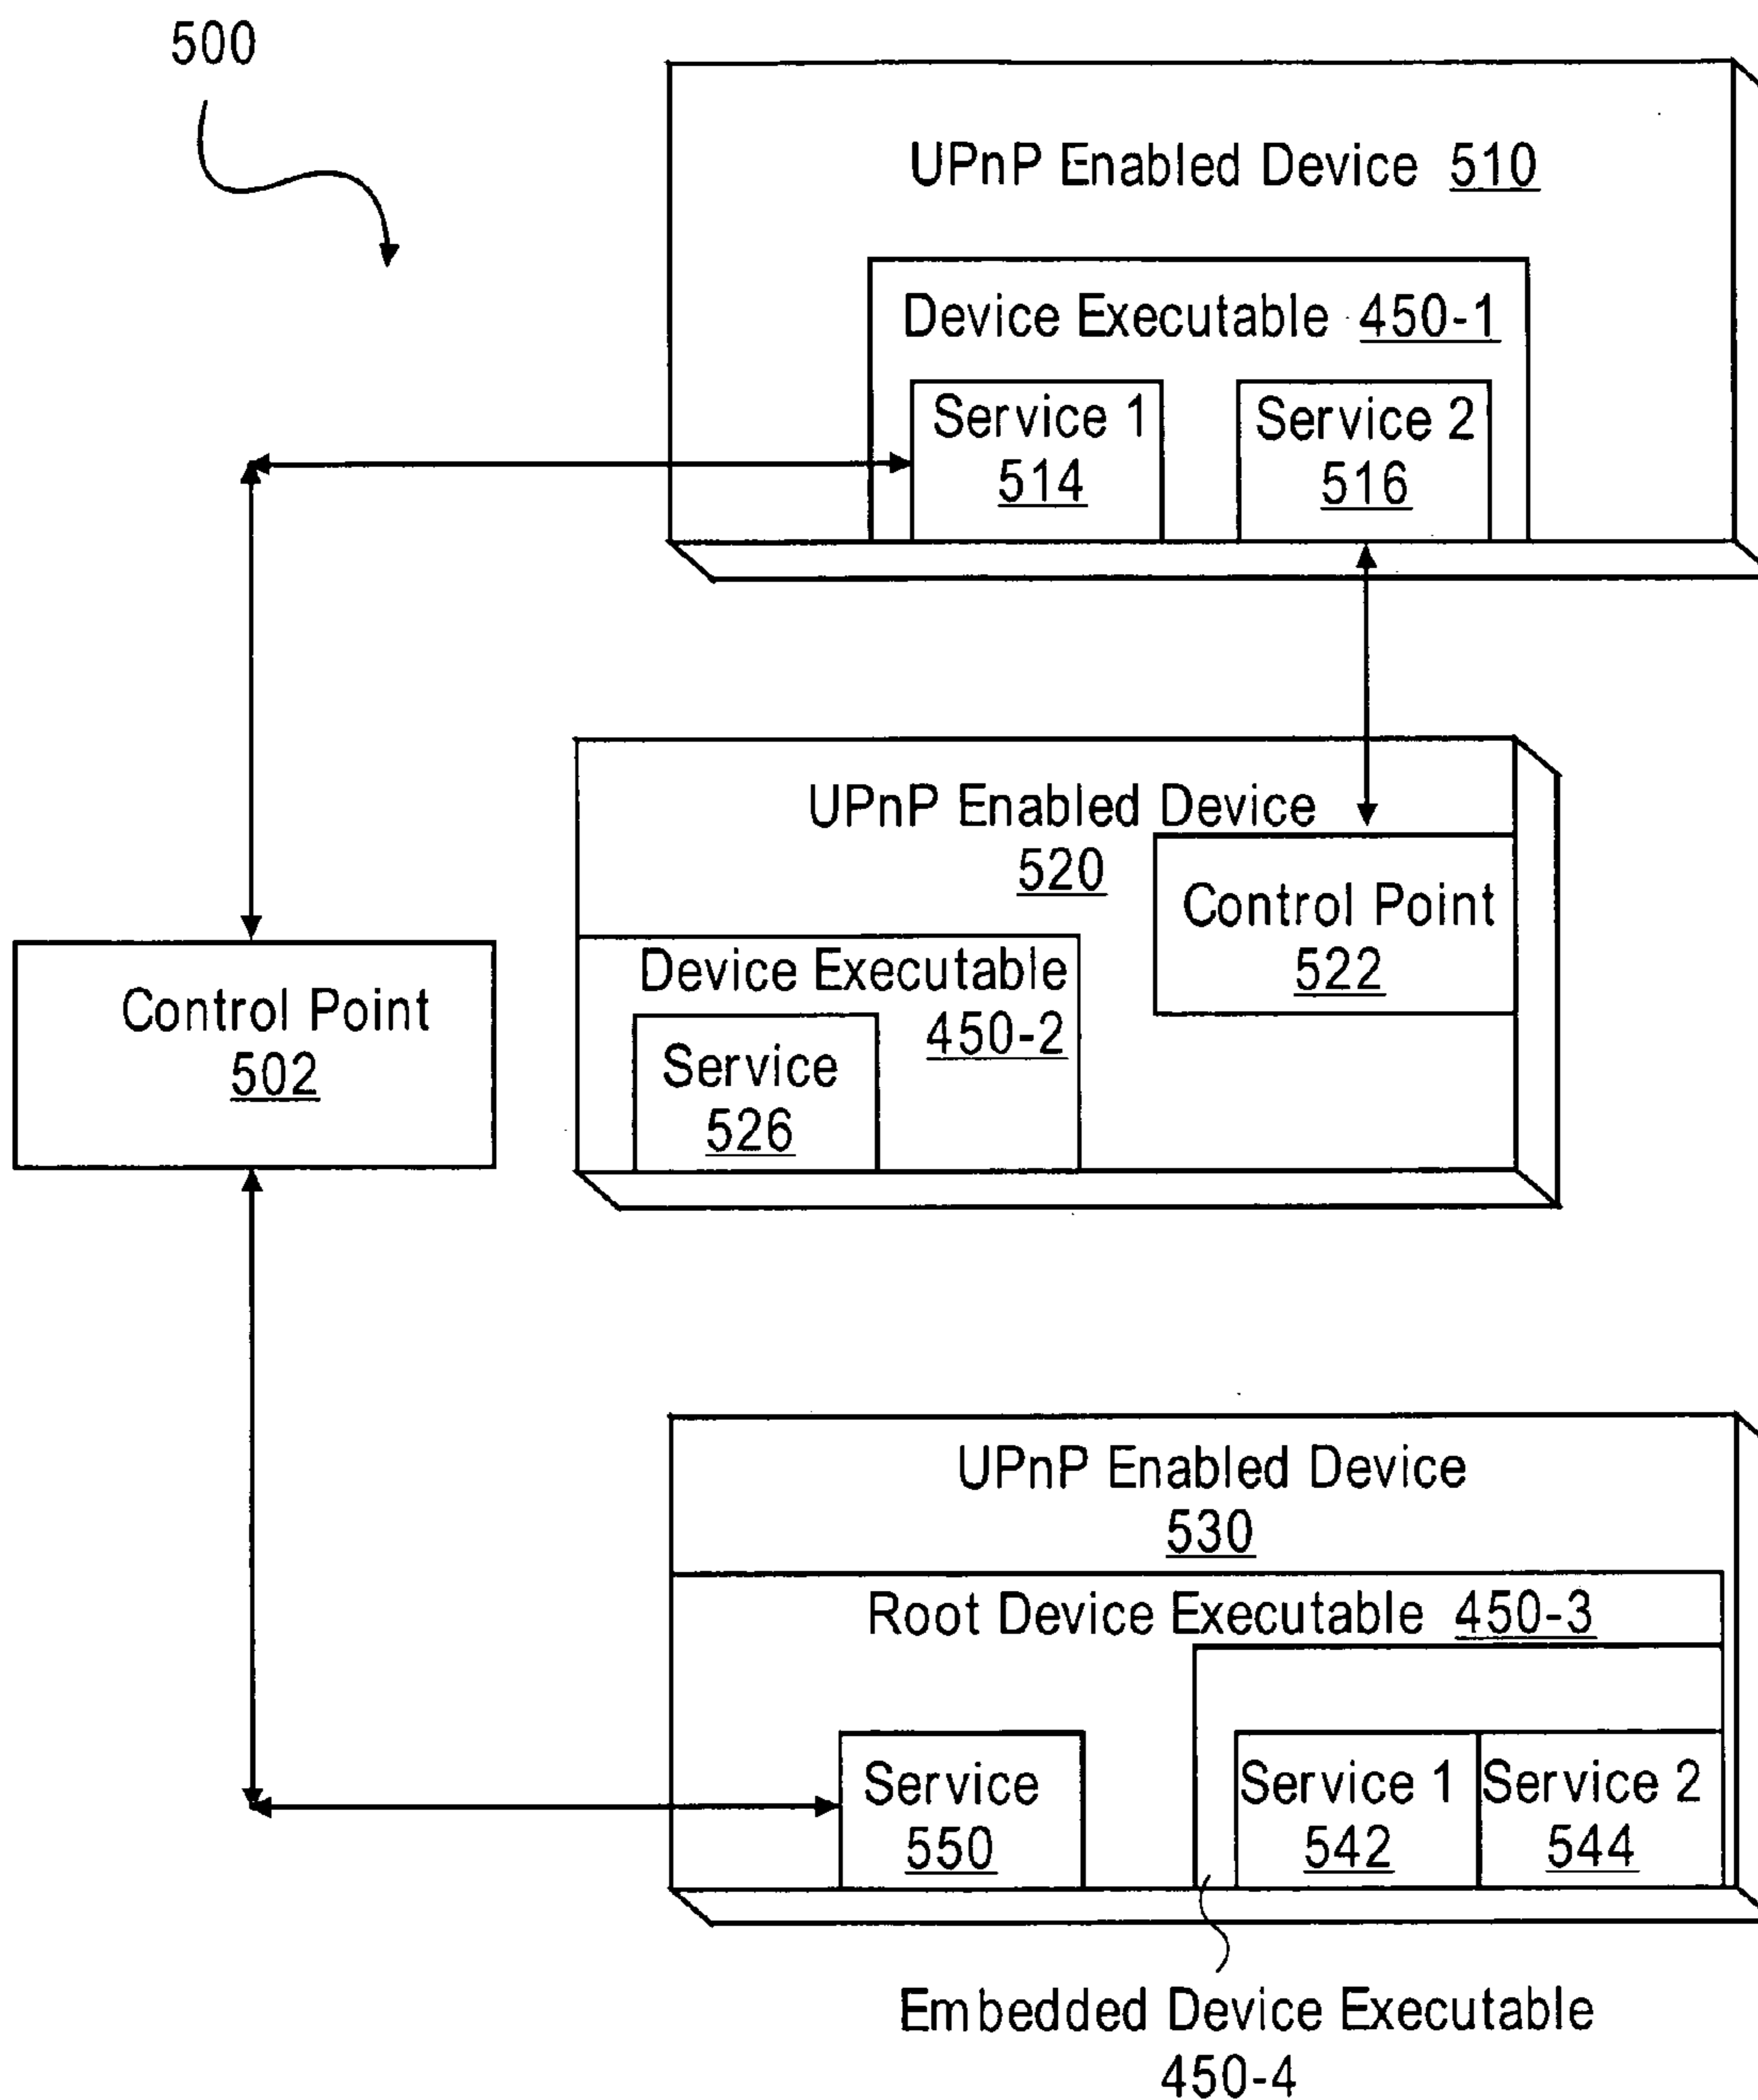 500
UPnP Enabled Device 510
Device Executable 450-1
Service 1
514
Service 2
516
UPnP Enabled Device
520
Control Point
522
Device Executable
450-2
Service
526
Control Point
502
UPnP Enabled Device
530
Root Device Executable 450-3
Service
550
Service 1
542
Service 2
544
Embedded Device Executable
450-4